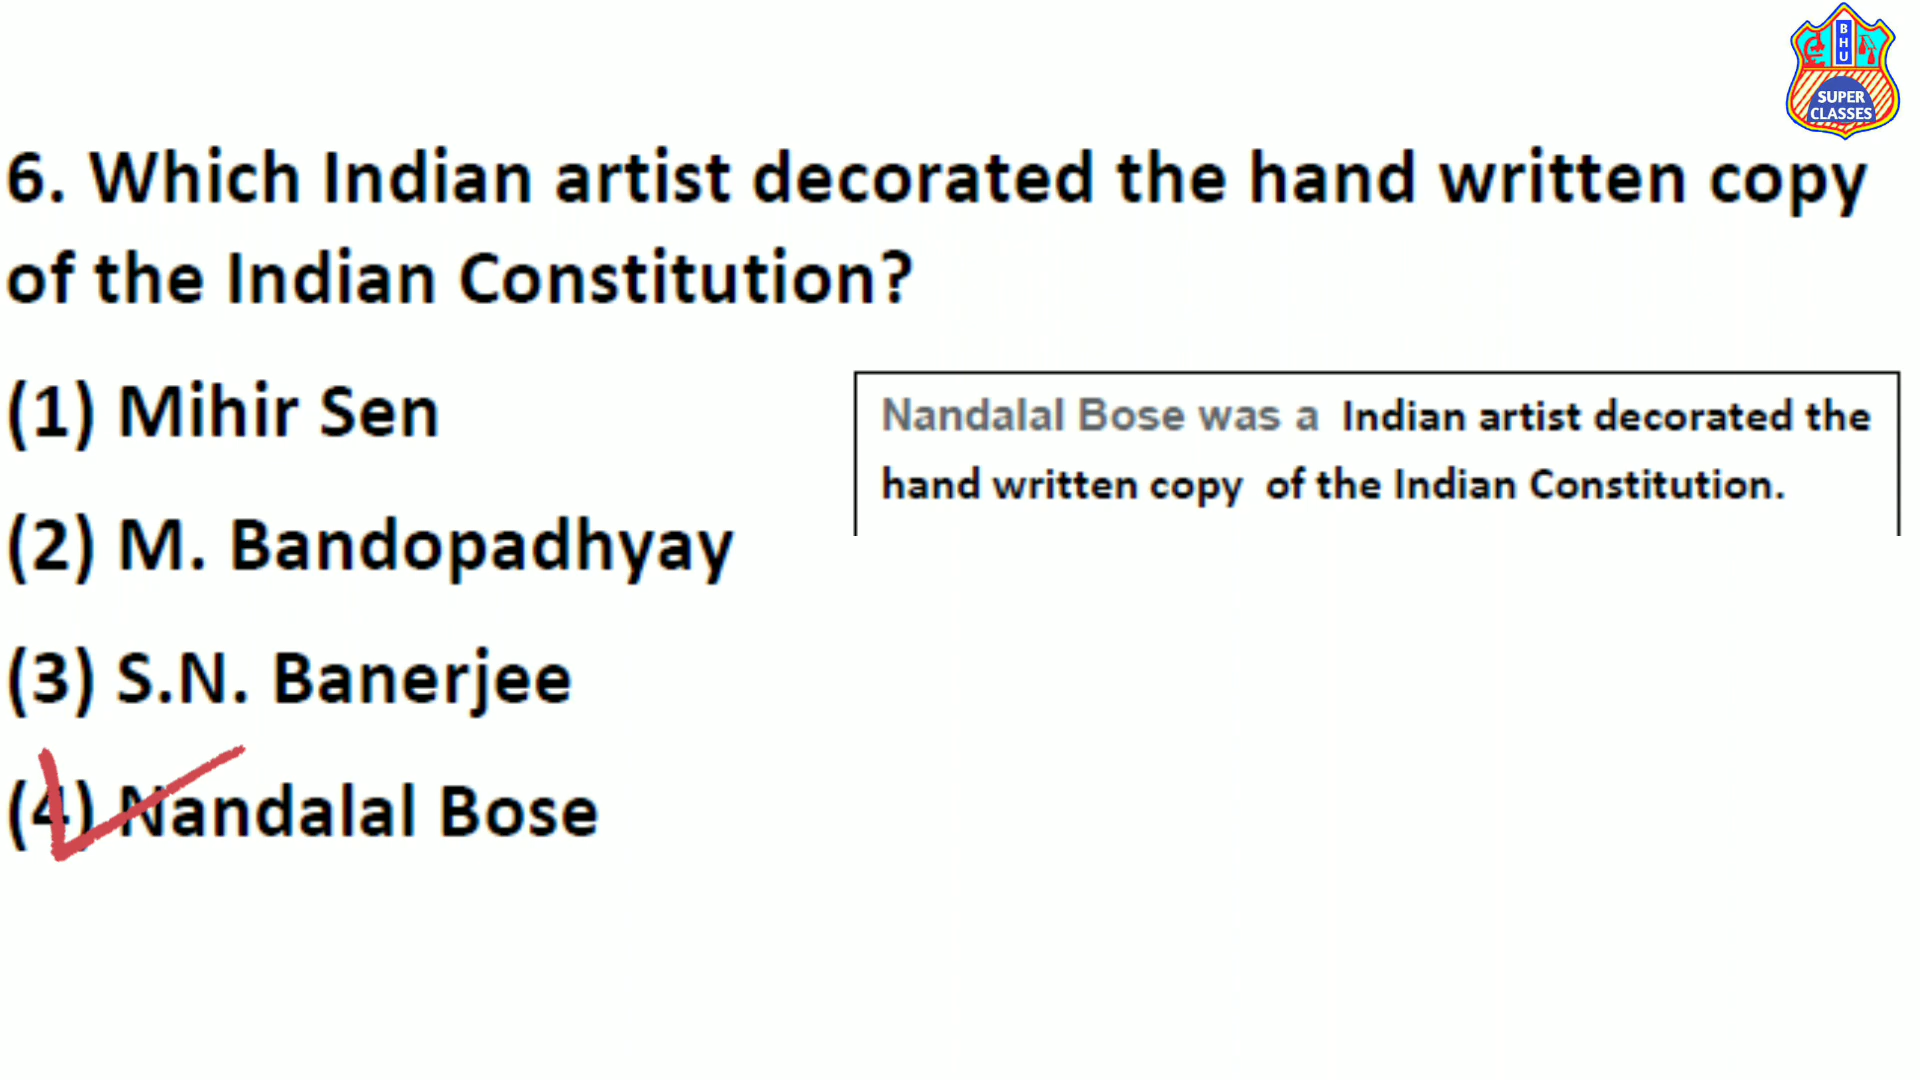 BHU
SUPER
CLASSES
6. Which Indian artist decorated the hand written copy
of the Indian Constitution?
(1) Mihir Sen
Nandalal Bose was a Indian artist decorated the
hand written copy of the Indian Constitution.
(2) M. Bandopadhyay
(3) S.N. Banerjee
(4) Nandalal Bose